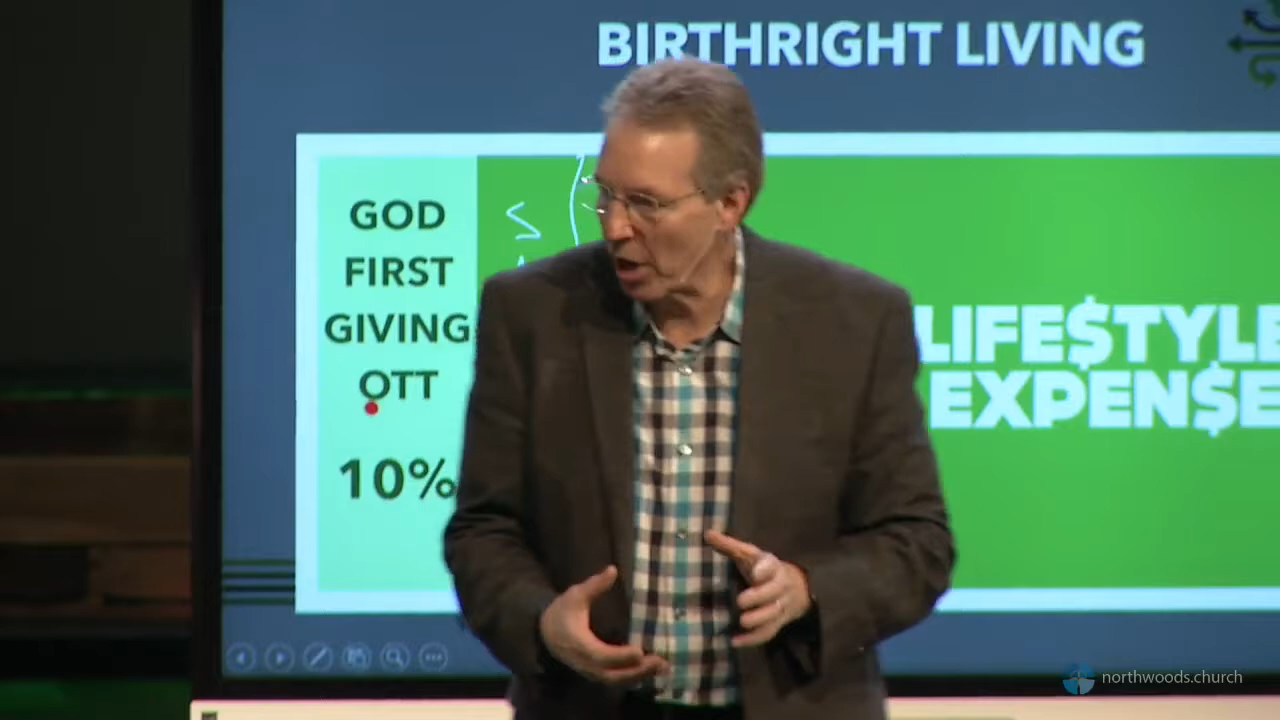 BIRTHRIGHT LIVING
GOD
FIRST
GIVING
OTT
10%
S
LIFE$TYLE
EXPEN$E
northwoods.church